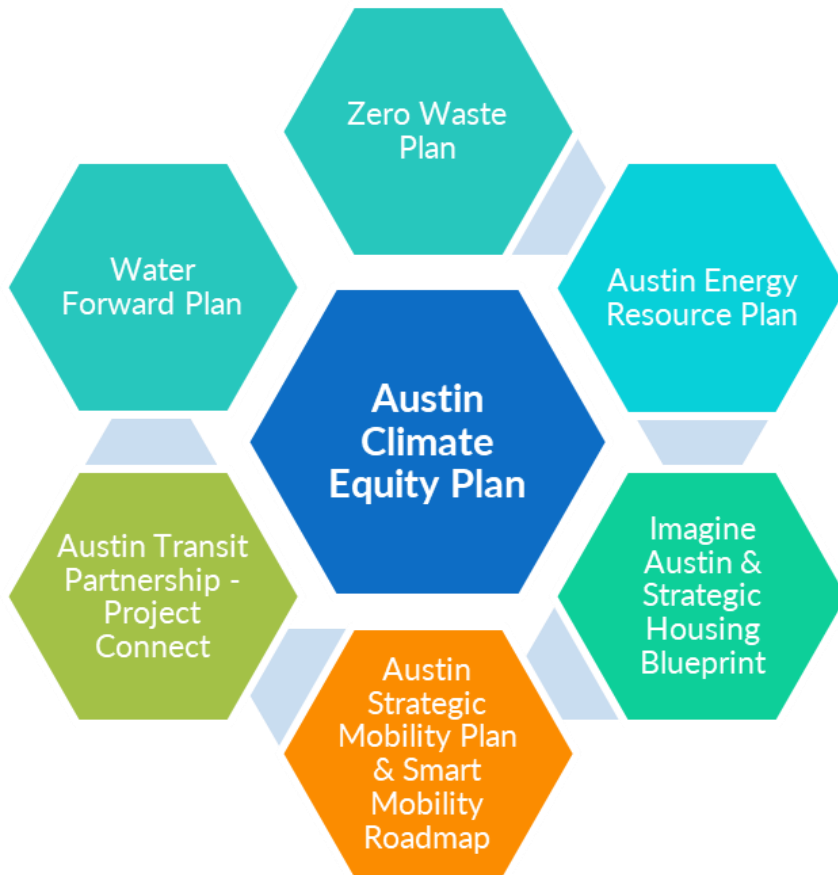 Zero Waste
Plan
Water
Forward Plan
Austin Energy
Resource Plan
Austin
Climate
Equity Plan
Austin Transit
Partnership -
Project
Connect
Imagine
Austin &
Strategic
Housing
Blueprint
Austin
Strategic
Mobility Plan
& Smart
Mobility
Roadmap